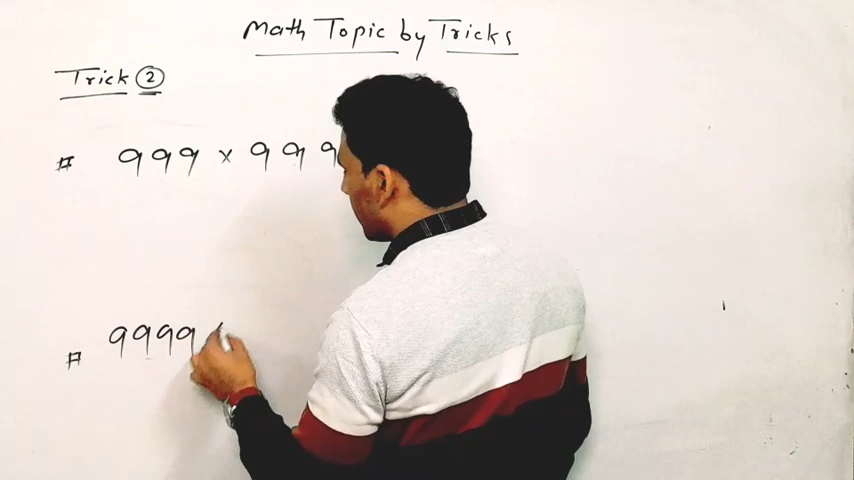 Math Topic by Tricks
Trick 2
# 999 × 999
# 9999